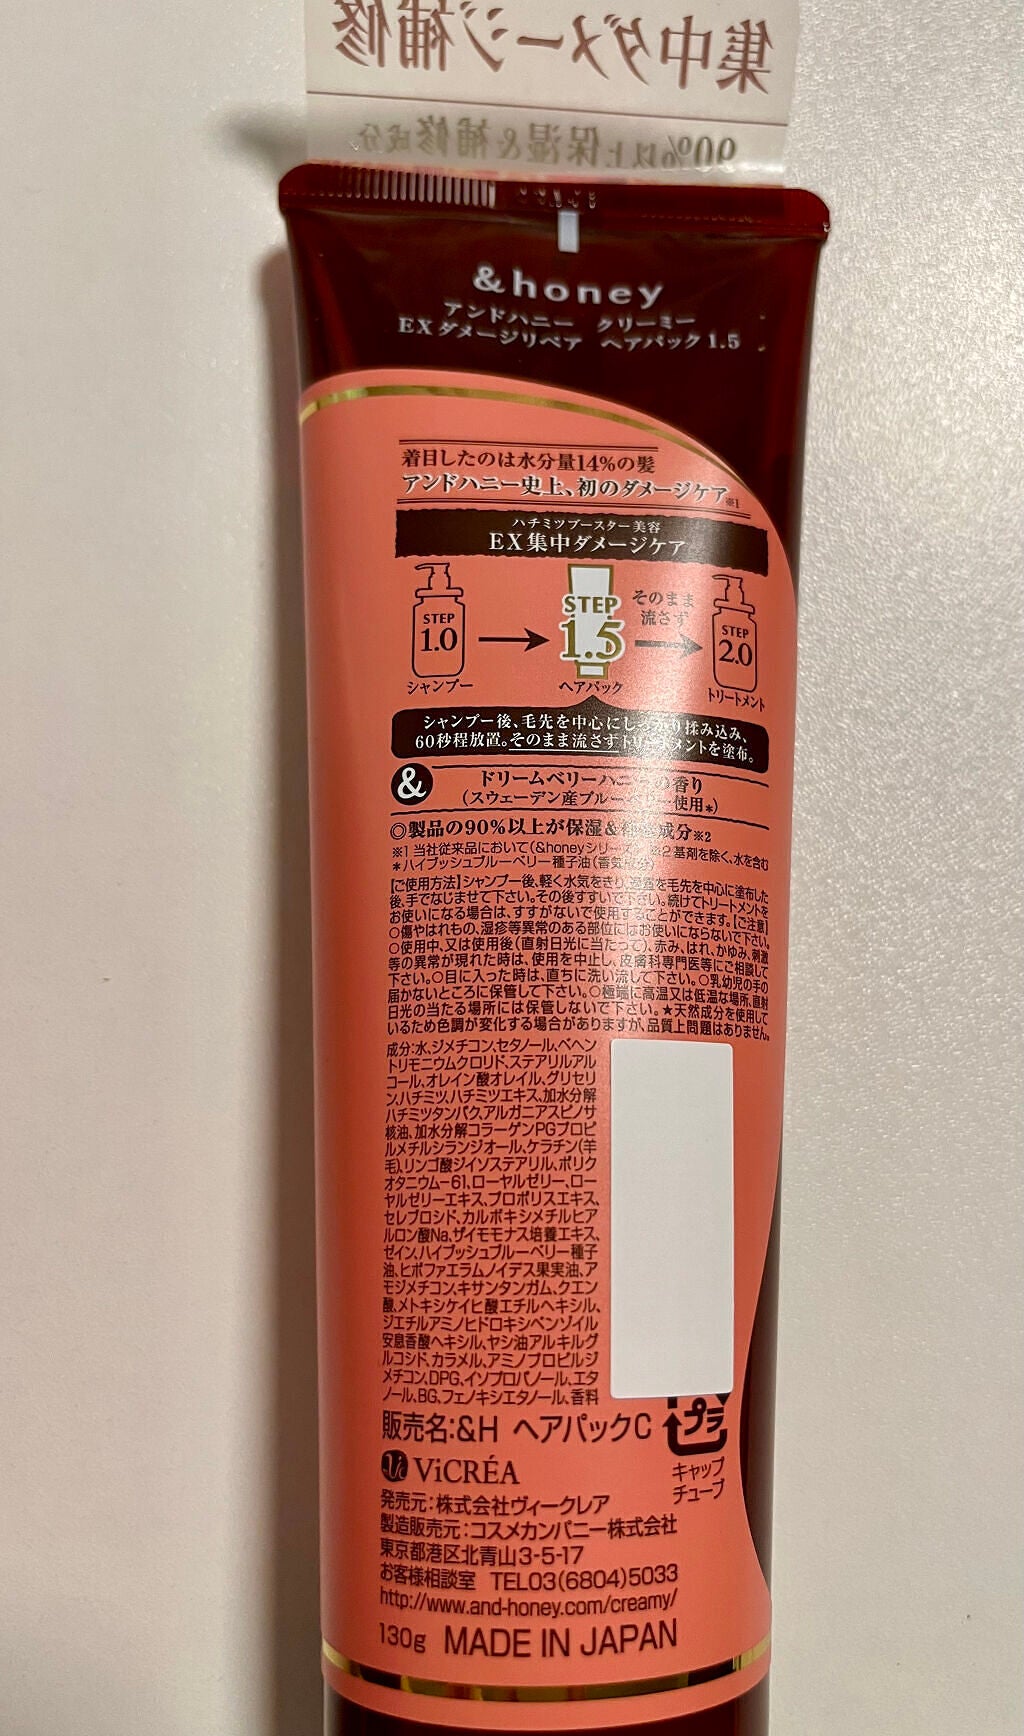 集中ダメージ補修
90%以上保湿&補修成分
&honey
アンドハニー クリーミー
EXダメージリペア ヘアパック1.5
着目したのは水分量14%の髪
アンドハニー史上、初のダメージケア※1
ハチミツブースター美容
EX集中ダメージケア
STEP 1.0
シャンプー
STEP 1.5
ヘアパック
そのまま
流さず
STEP 2.0
トリートメント
シャンプー後、毛先を中心にしっかり揉み込み、
60秒程放置。そのまま流さずトリートメントを塗布。
& ドリームベリーハニーの香り
(スウェーデン産ブルーベリー使用*)
◎製品の90%以上が保湿&補修成分※2
※1 当社従来品において(&honeyシリーズ) ※2 基剤を除く、水を含む
*ハイブッシュブルーベリー種子油(香気成分)
【ご使用方法】シャンプー後、軽く水気をきり、適量を毛先を中心に塗布した
後、手でなじませて下さい。その後すすいで下さい。続けてトリートメントを
お使いになる場合は、すすがないで使用することができます。【ご注意】
○傷やはれもの、湿疹等異常のある部位にはお使いにならないで下さい。
○使用中、又は使用後(直射日光に当たって)、赤み、はれ、かゆみ、刺激
等の異常が現れた時は、使用を中止し、皮膚科専門医等にご相談して
下さい。○目に入った時は、直ちに洗い流して下さい。○乳幼児の手の
届かないところに保管して下さい。○極端に高温又は低温な場所、直射
日光の当たる場所には保管しないで下さい。★天然成分を使用して
いるため色調が変化する場合がありますが、品質上問題はありません。
成分:水、ジメチコン、セタノール、ベヘン
トリモニウムクロリド、ステアリルアル
コール、オレイン酸オレイル、グリセリ
ン、ハチミツ、ハチミツエキス、加水分解
ハチミツタンパク、アルガニアスピノサ
核油、加水分解コラーゲンPGプロピ
ルメチルシランジオール、ケラチン(羊
毛)、リンゴ酸ジイソステアリル、ポリク
オタニウム-61、ローヤルゼリー、ロー
ヤルゼリーエキス、プロポリスエキス、
セレブロシド、カルボキシメチルヒア
ルロン酸Na、ザイモモナス培養エキス、
ゼイン、ハイブッシュブルーベリー種子
油、ヒポファエラムノイデス果実油、ア
モジメチコン、キサンタンガム、クエン
酸、メトキシケイヒ酸エチルヘキシル、
ジエチルアミノヒドロキシベンゾイル
安息香酸ヘキシル、ヤシ油アルキルグ
ルコシド、カラメル、アミノプロピルジ
メチコン、DPG、イソプロパノール、エタ
ノール、BG、フェノキシエタノール、香料
販売名:&H ヘアパックC
プラ
キャップ
チューブ
ViCRÉA
発売元:株式会社ヴィークレア
製造販売元:コスメカンパニー株式会社
東京都港区北青山3-5-17
お客様相談室 TEL03(6804)5033
http://www.and-honey.com/creamy/
130g MADE IN JAPAN